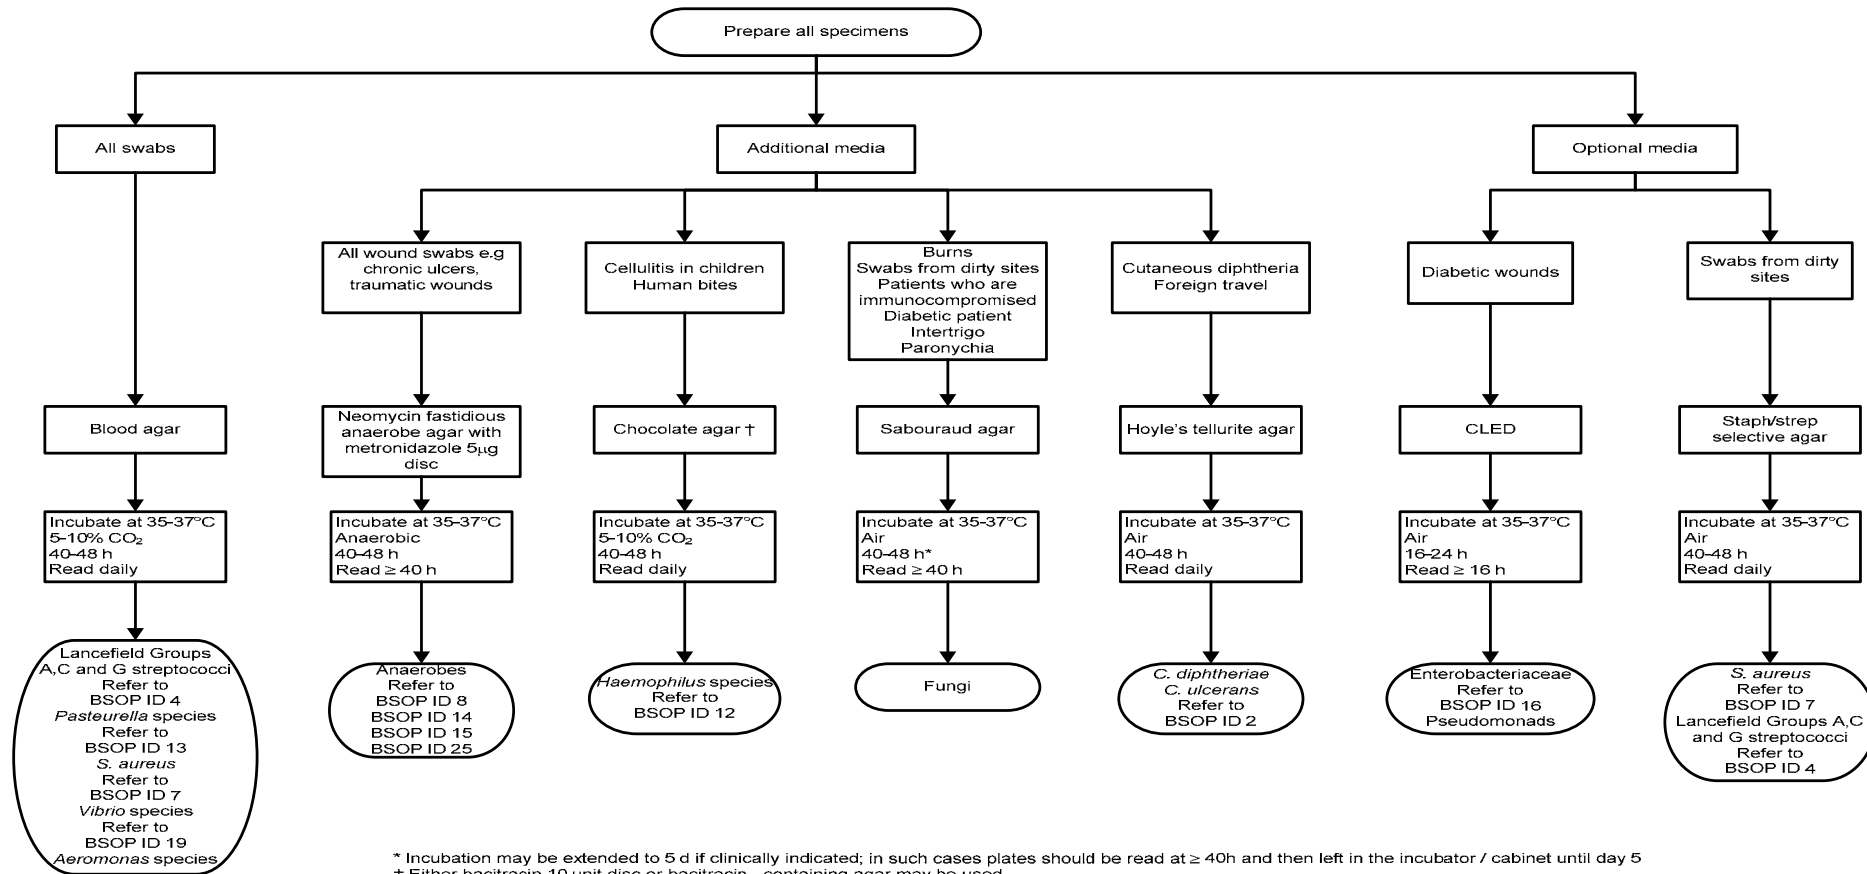 Prepare all specimens
All swabs
Additional media
Optional media
All wound swabs e.g
chronic ulcers,
traumatic wounds
Cellulitis in children
Human bites
Burns
Swabs from dirty sites
Patients who are
immunocompromised
Diabetic patient
Intertrigo
Paronychia
Cutaneous diphtheria
Foreign travel
Diabetic wounds
Swabs from dirty
sites
Blood agar
Neomycin fastidious
anaerobe agar with
metronidazole 5µg
disc
Chocolate agar †
Sabouraud agar
Hoyle's tellurite agar
CLED
Staph/strep
selective agar
Incubate at 35-37°C
5-10% CO₂
40-48 h
Read daily
Incubate at 35-37°C
Anaerobic
40-48 h
Read ≥ 40 h
Incubate at 35-37°C
5-10% CO₂
40-48 h
Read daily
Incubate at 35-37°C
Air
40-48 h*
Read ≥ 40 h
Incubate at 35-37°C
Air
40-48 h
Read daily
Incubate at 35-37°C
Air
16-24 h
Read ≥ 16 h
Incubate at 35-37°C
Air
40-48 h
Read daily
Lancefield Groups
A,C and G streptococci
Refer to
BSOP ID 4
Pasteurella species
Refer to
BSOP ID 13
S. aureus
Refer to
BSOP ID 7
Vibrio species
Refer to
BSOP ID 19
Aeromonas species
Anaerobes
Refer to
BSOP ID 8
BSOP ID 14
BSOP ID 15
BSOP ID 25
Haemophilus species
Refer to
BSOP ID 12
Fungi
C. diphtheriae
C. ulcerans
Refer to
BSOP ID 2
Enterobacteriaceae
Refer to
BSOP ID 16
Pseudomonads
S. aureus
Refer to
BSOP ID 7
Lancefield Groups A,C
and G streptococci
Refer to
BSOP ID 4
* Incubation may be extended to 5 d if clinically indicated; in such cases plates should be read at ≥ 40h and then left in the incubator / cabinet until day 5
† Either bacitracin 10 unit disc or bacitracin - containing agar may be used